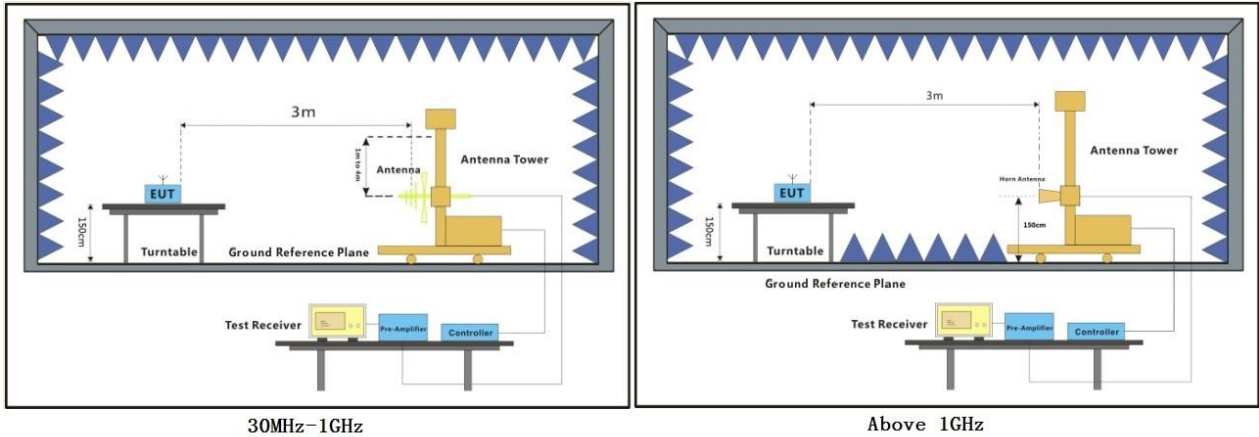 3m
1m to 4m
Antenna
Antenna Tower
EUT
150cm
Turntable
Ground Reference Plane
Test Receiver
Pre-Amplifier
Controller
30MHz-1GHz
3m
Antenna Tower
Horn Antenna
EUT
150cm
150cm
Turntable
Ground Reference Plane
Test Receiver
Pre-Amplifier
Controller
Above 1GHz